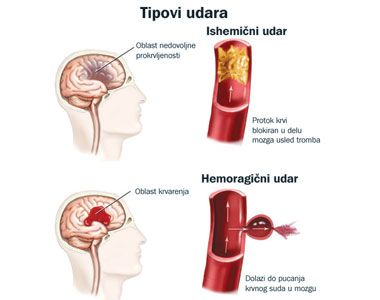 Tipovi udara
Ishemični udar
Oblast nedovoljne
prokrvljenosti
Protok krvi
blokiran u delu
mozga usled tromba
Hemoragični udar
Oblast krvarenja
Dolazi do pucanja
krvnog suda u mozgu